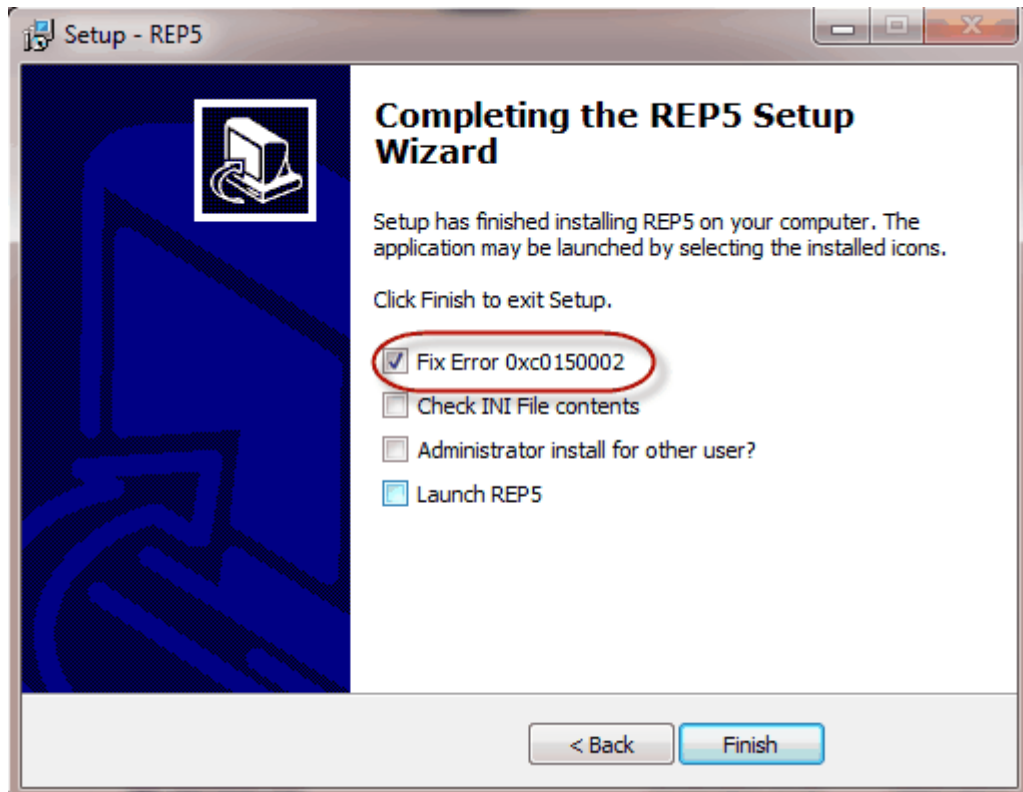 Setup - REP5
Completing the REP5 Setup
Wizard
Setup has finished installing REP5 on your computer. The
application may be launched by selecting the installed icons.
Click Finish to exit Setup.
Fix Error 0xc0150002
Check INI File contents
Administrator install for other user?
Launch REP5
< Back
Finish